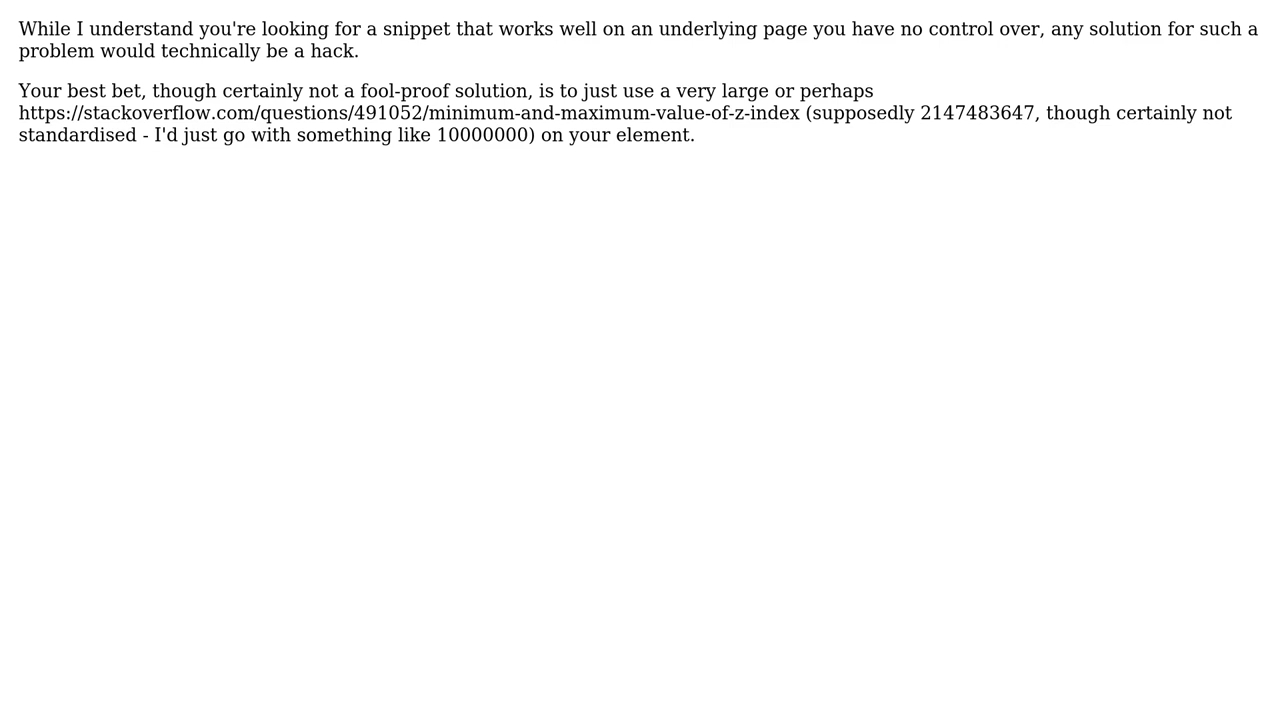 While I understand you're looking for a snippet that works well on an underlying page you have no control over, any solution for such a
problem would technically be a hack.
Your best bet, though certainly not a fool-proof solution, is to just use a very large or perhaps
https://stackoverflow.com/questions/491052/minimum-and-maximum-value-of-z-index (supposedly 2147483647, though certainly not
standardised - I'd just go with something like 10000000) on your element.